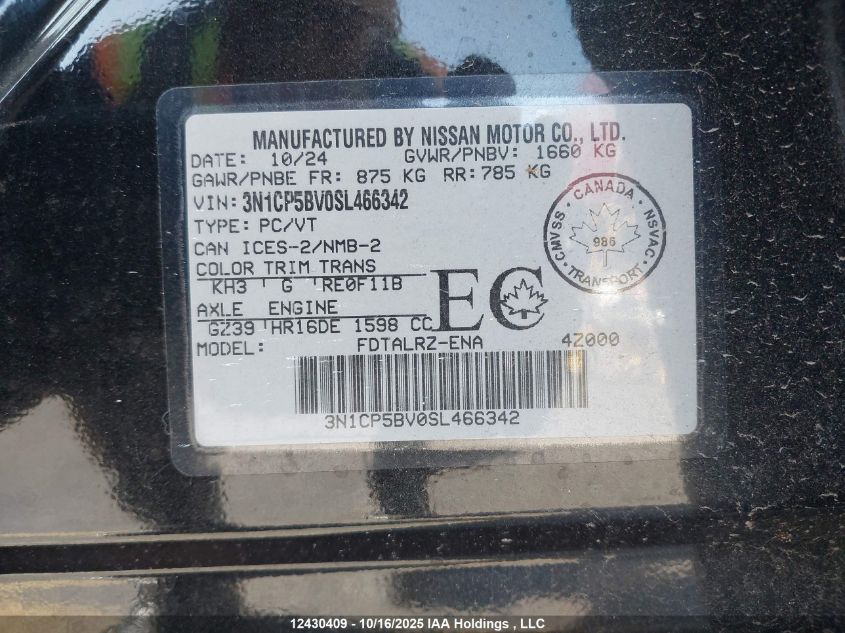 MANUFACTURED BY NISSAN MOTOR CO., LTD.
DATE: 10/24 GVWR/PNBV: 1660 KG
GAWR/PNBE FR: 875 KG RR:785 KG
VIN: 3N1CP5BV0SL466342
TYPE: PC/VT
CAN ICES-2/NMB-2
COLOR TRIM TRANS
KH3 G RE0F11B
AXLE ENGINE
GZ39 HR16DE 1598 CC
EC
MODEL: FDTALRZ-ENA 4Z000
3N1CP5BV0SL466342
CANADA
CMVSS
NSVAC
986
TRANSPORT
12430409 - 10/16/2025 IAA Holdings , LLC